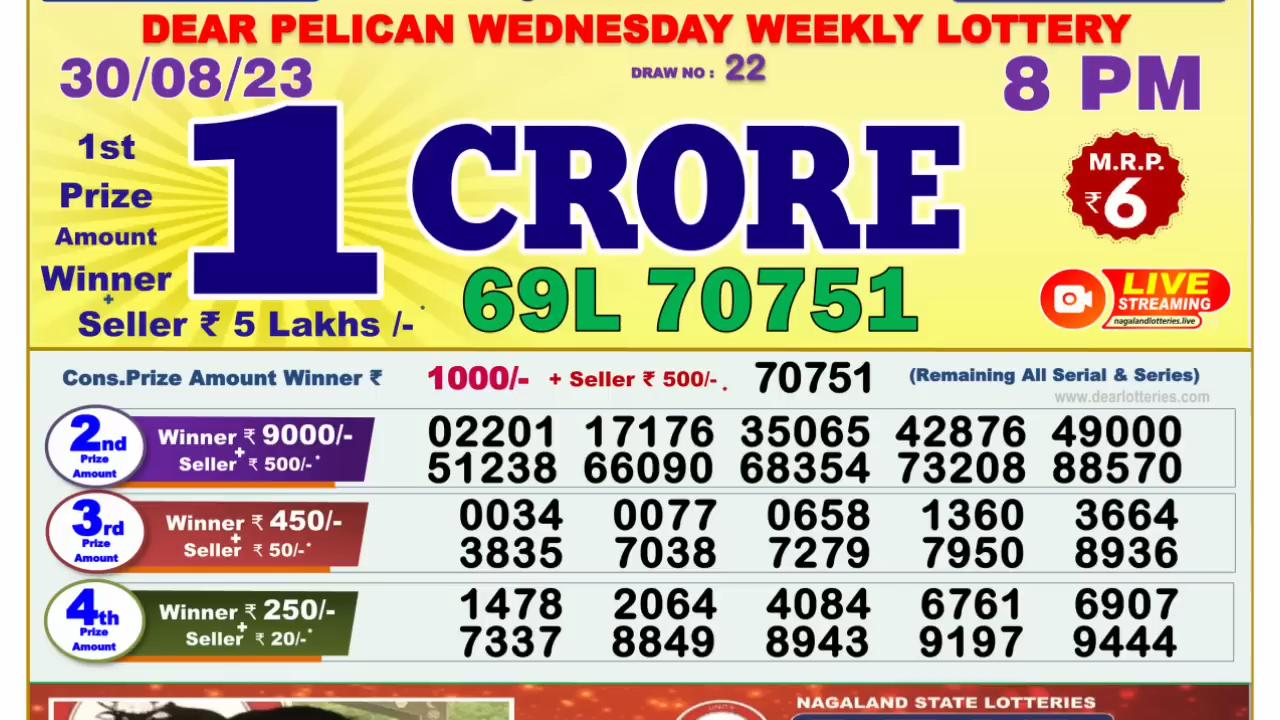 DEAR PELICAN WEDNESDAY WEEKLY LOTTERY
30/08/23
DRAW NO : 22
8 PM
1st
Prize
Amount
Winner
+
Seller ₹ 5 Lakhs /-
1 CRORE
69L 70751
M.R.P.
₹ 6
LIVE
STREAMING
nagalandlotteries.live
Cons.Prize Amount Winner ₹ 1000/- + Seller ₹ 500/- . 70751 (Remaining All Serial & Series)
www.dearlotteries.com
2nd
Prize
Amount
Winner ₹ 9000/-
+
Seller ₹ 500/-*
02201 17176 35065 42876 49000
51238 66090 68354 73208 88570
3rd
Prize
Amount
Winner ₹ 450/-
+
Seller ₹ 50/-*
0034 0077 0658 1360 3664
3835 7038 7279 7950 8936
4th
Prize
Amount
Winner ₹ 250/-
+
Seller ₹ 20/-*
1478 2064 4084 6761 6907
7337 8849 8943 9197 9444
NAGALAND STATE LOTTERIES